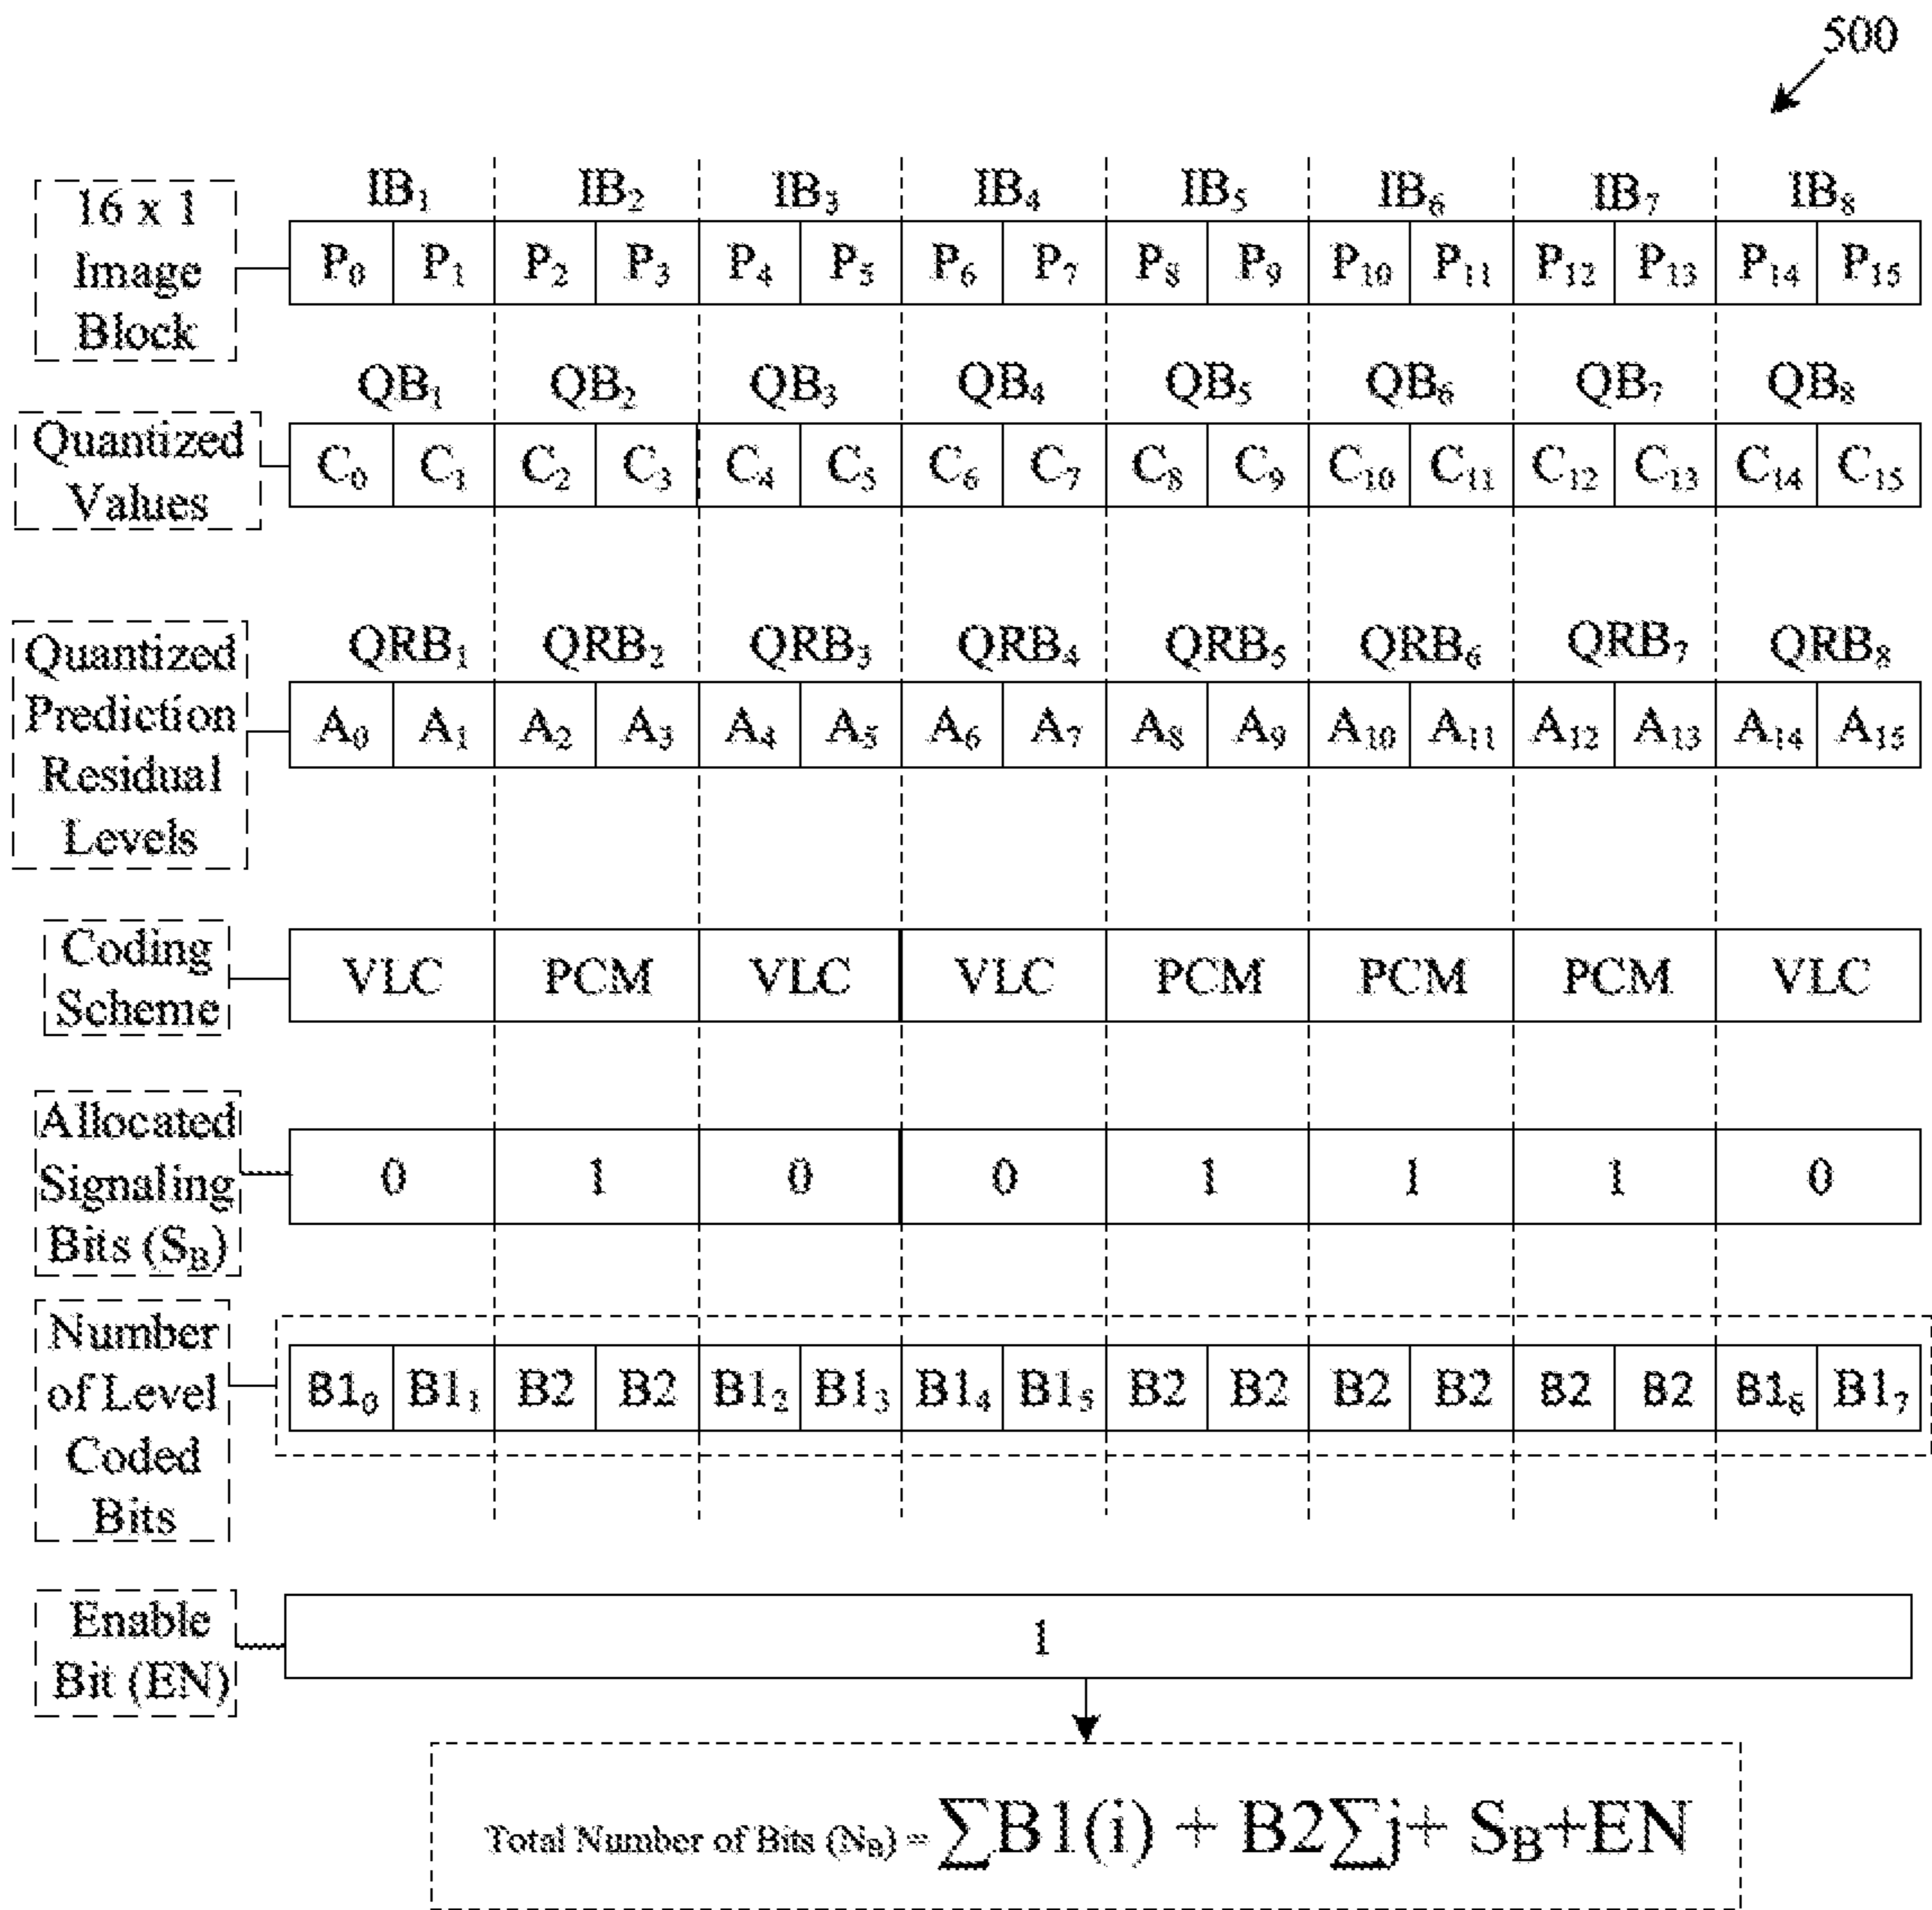 500
IB₁ IB₂ IB₃ IB₄ IB₅ IB₆ IB₇ IB₈
16 x 1
Image
Block
P₀ P₁ P₂ P₃ P₄ P₅ P₆ P₇ P₈ P₉ P₁₀ P₁₁ P₁₂ P₁₃ P₁₄ P₁₅
QB₁ QB₂ QB₃ QB₄ QB₅ QB₆ QB₇ QB₈
Quantized
Values
C₀ C₁ C₂ C₃ C₄ C₅ C₆ C₇ C₈ C₉ C₁₀ C₁₁ C₁₂ C₁₃ C₁₄ C₁₅
QRB₁ QRB₂ QRB₃ QRB₄ QRB₅ QRB₆ QRB₇ QRB₈
Quantized
Prediction
Residual
Levels
A₀ A₁ A₂ A₃ A₄ A₅ A₆ A₇ A₈ A₉ A₁₀ A₁₁ A₁₂ A₁₃ A₁₄ A₁₅
Coding
Scheme
VLC PCM VLC VLC PCM PCM PCM VLC
Allocated
Signaling
Bits (S_B)
0 1 0 0 1 1 1 0
Number
of Level
Coded
Bits
B1₀ B1₁ B2 B2 B1₂ B1₃ B1₄ B1₅ B2 B2 B2 B2 B2 B2 B1₆ B1₇
Enable
Bit (EN)
1
Total Number of Bits (N_B) = ∑B1(i) + B2∑j+ S_B+EN